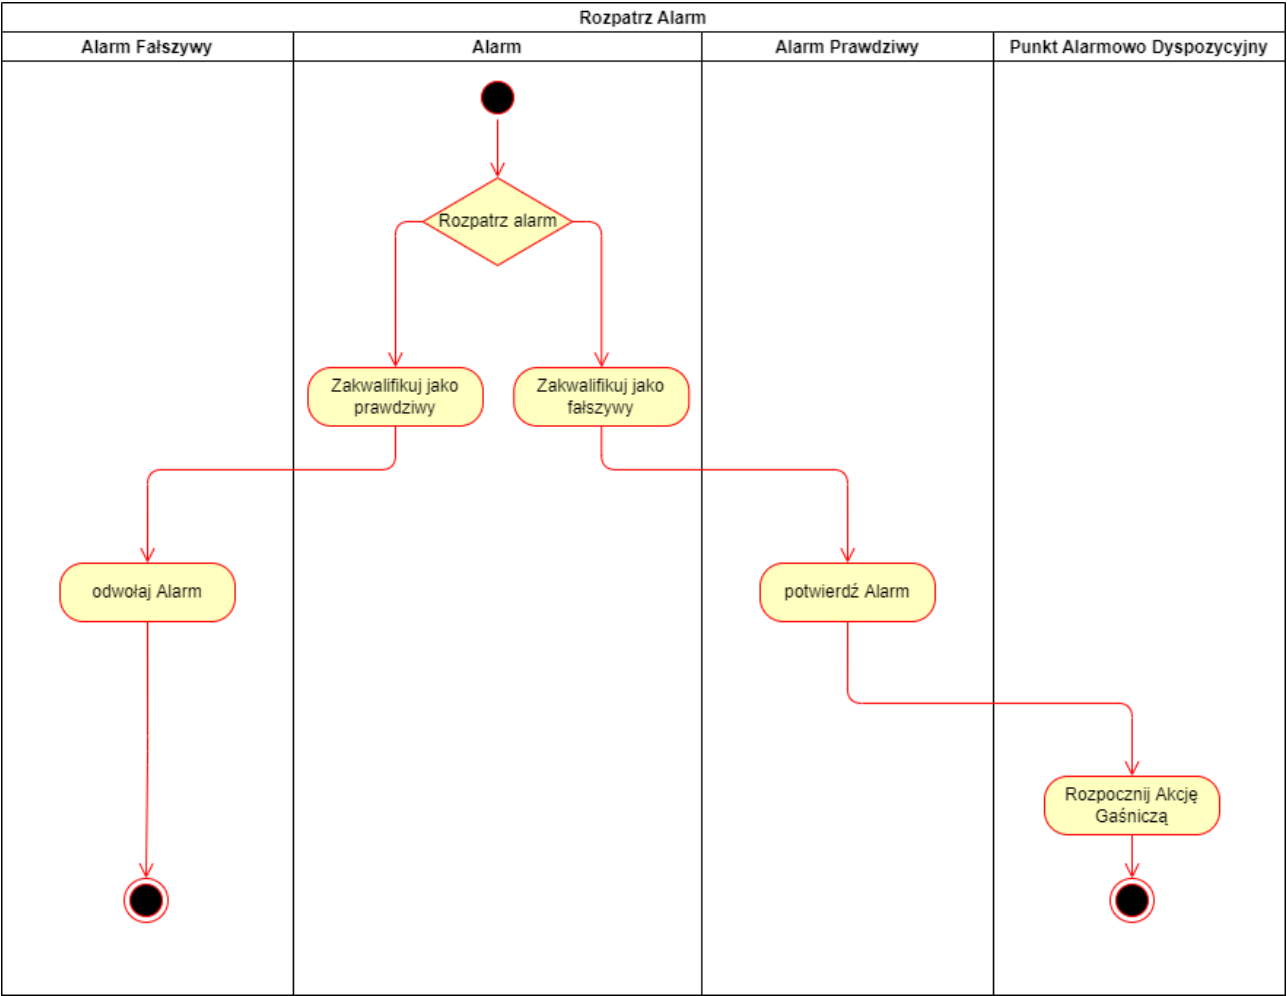 Rozpatrz Alarm
Alarm Fałszywy
Alarm
Alarm Prawdziwy
Punkt Alarmowo Dyspozycyjny
Rozpatrz alarm
Zakwalifikuj jako
prawdziwy
Zakwalifikuj jako
fałszywy
odwołaj Alarm
potwierdź Alarm
Rozpocznij Akcję
Gaśniczą